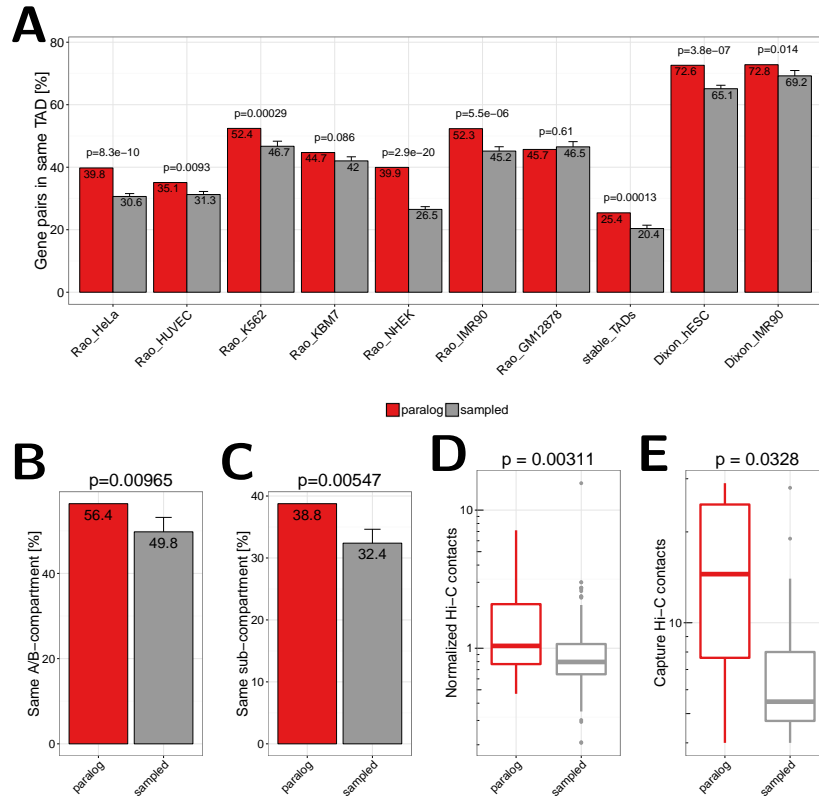 A
Gene pairs in same TAD [%]
80
60
40
20
0
p=8.3e−10
p=0.0093
p=0.00029
p=0.086
p=2.9e−20
p=5.5e−06
p=0.61
p=0.00013
p=3.8e−07
p=0.014
39.8
30.6
35.1
31.3
52.4
46.7
44.7
42
39.9
26.5
52.3
45.2
45.7
46.5
25.4
20.4
72.6
65.1
72.8
69.2
Rao_HeLa
Rao_HUVEC
Rao_K562
Rao_KBM7
Rao_NHEK
Rao_IMR90
Rao_GM12878
stable_TADs
Dixon_hESC
Dixon_IMR90
paralog
sampled
B
p=0.00965
Same A/B−compartment [%]
40
20
0
56.4
49.8
paralog
sampled
C
p=0.00547
Same sub−compartment [%]
40
30
20
10
0
38.8
32.4
paralog
sampled
D
p = 0.00311
Normalized Hi−C contacts
10
1
paralog
sampled
E
p = 0.0328
Capture Hi−C contacts
10
paralog
sampled